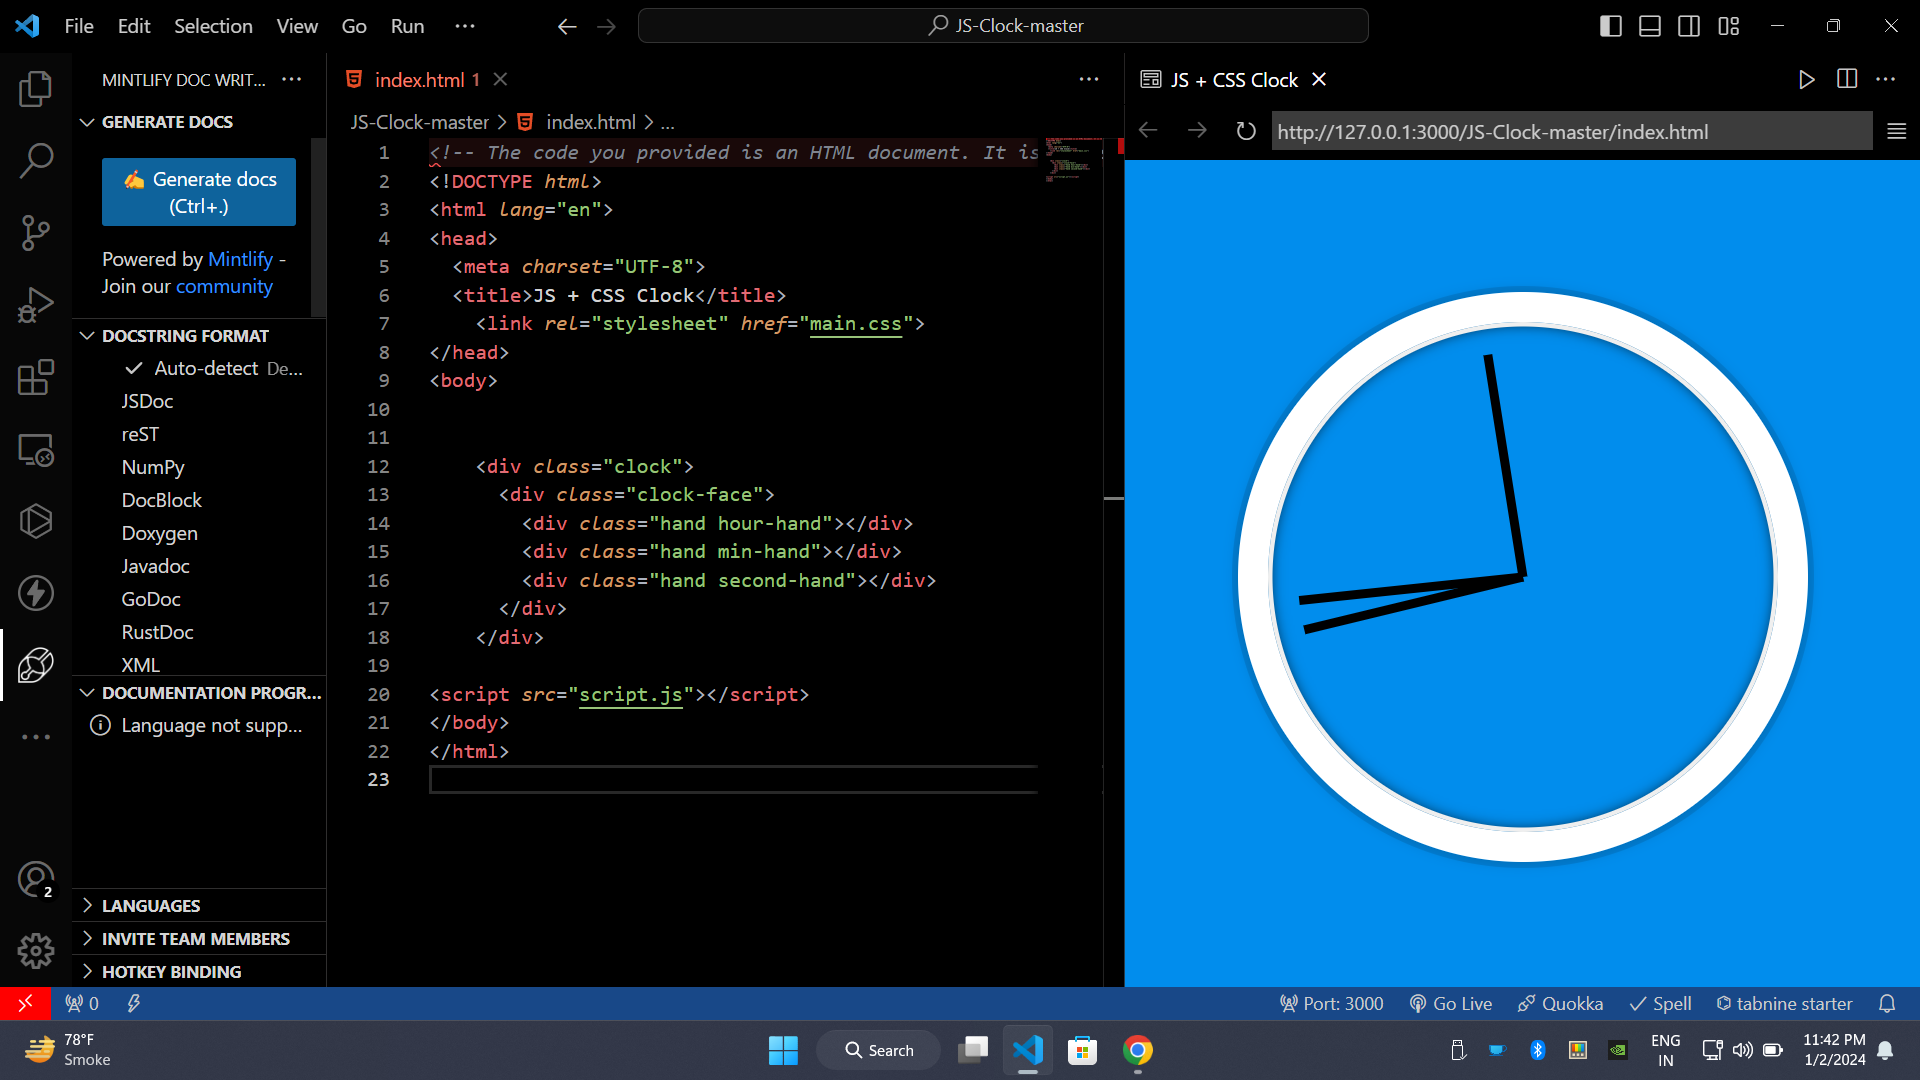 File Edit Selection View Go Run ···
JS-Clock-master
MINTLIFY DOC WRIT... ···
GENERATE DOCS
✍️ Generate docs
(Ctrl+.)
Powered by Mintlify -
Join our community
DOCSTRING FORMAT
Auto-detect De...
JSDoc
reST
NumPy
DocBlock
Doxygen
Javadoc
GoDoc
RustDoc
XML
DOCUMENTATION PROGR...
Language not supp...
LANGUAGES
INVITE TEAM MEMBERS
HOTKEY BINDING
2
index.html 1
JS-Clock-master > index.html > ...
1 <!-- The code you provided is an HTML document. It is
2 <!DOCTYPE html>
3 <html lang="en">
4 <head>
5 <meta charset="UTF-8">
6 <title>JS + CSS Clock</title>
7 <link rel="stylesheet" href="main.css">
8 </head>
9 <body>
10
11
12 <div class="clock">
13 <div class="clock-face">
14 <div class="hand hour-hand"></div>
15 <div class="hand min-hand"></div>
16 <div class="hand second-hand"></div>
17 </div>
18 </div>
19
20 <script src="script.js"></script>
21 </body>
22 </html>
23
JS + CSS Clock
http://127.0.0.1:3000/JS-Clock-master/index.html
0
Port: 3000 Go Live Quokka Spell tabnine starter
78°F
Smoke
Search
ENG
IN
11:42 PM
1/2/2024